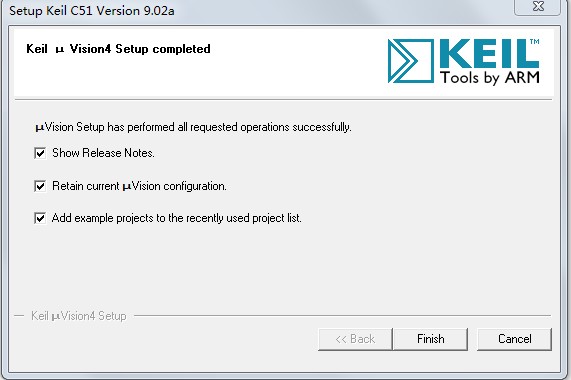 Setup Keil C51 Version 9.02a
Keil μ Vision4 Setup completed
KEIL™
Tools by ARM
μVision Setup has performed all requested operations successfully.
Show Release Notes.
Retain current μVision configuration.
Add example projects to the recently used project list.
Keil μVision4 Setup
<< Back
Finish
Cancel